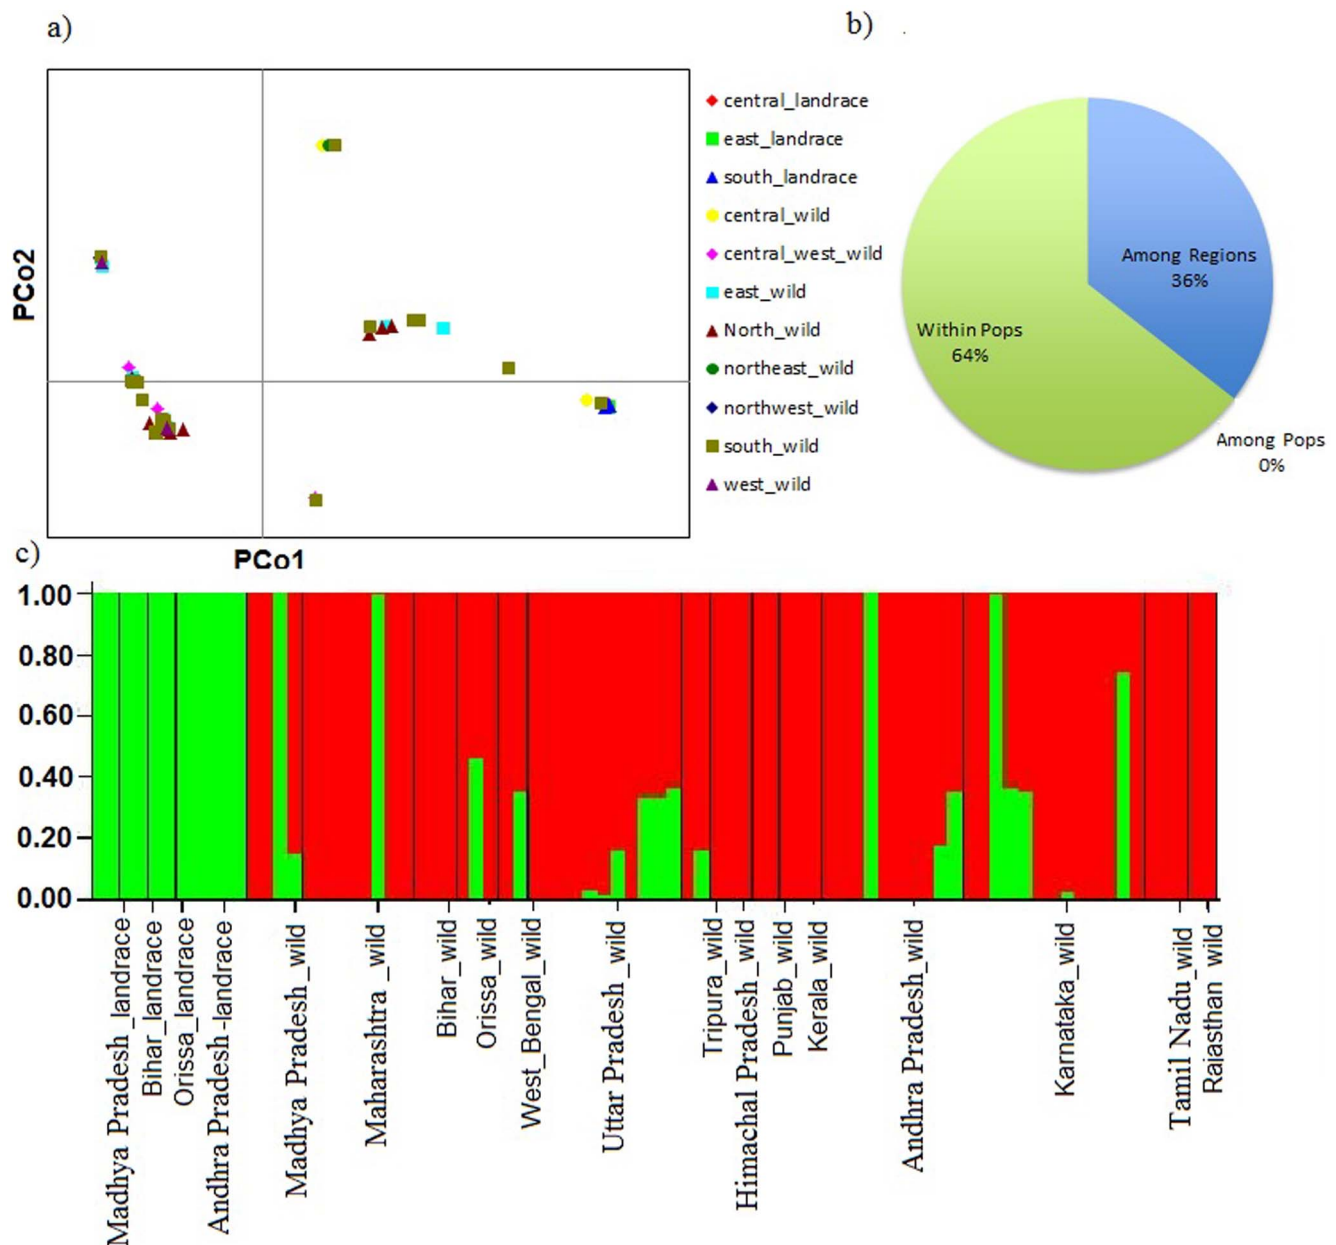 a)
b)
PCo2
PCo1
central_landrace
east_landrace
south_landrace
central_wild
central_west_wild
east_wild
North_wild
northeast_wild
northwest_wild
south_wild
west_wild
Among Regions
36%
Within Pops
64%
Among Pops
0%
c)
1.00
0.80
0.60
0.40
0.20
0.00
Madhya Pradesh_landrace
Bihar_landrace
Orissa_landrace
Andhra Pradesh-landrace
Madhya Pradesh_wild
Maharashtra _wild
Bihar_wild
Orissa_wild
West_Bengal_wild
Uttar Pradesh_wild
Tripura_wild
Himachal Pradesh_wild
Punjab_wild
Kerala_wild
Andhra Pradesh_wild
Karnataka_wild
Tamil Nadu_wild
Rajasthan_wild